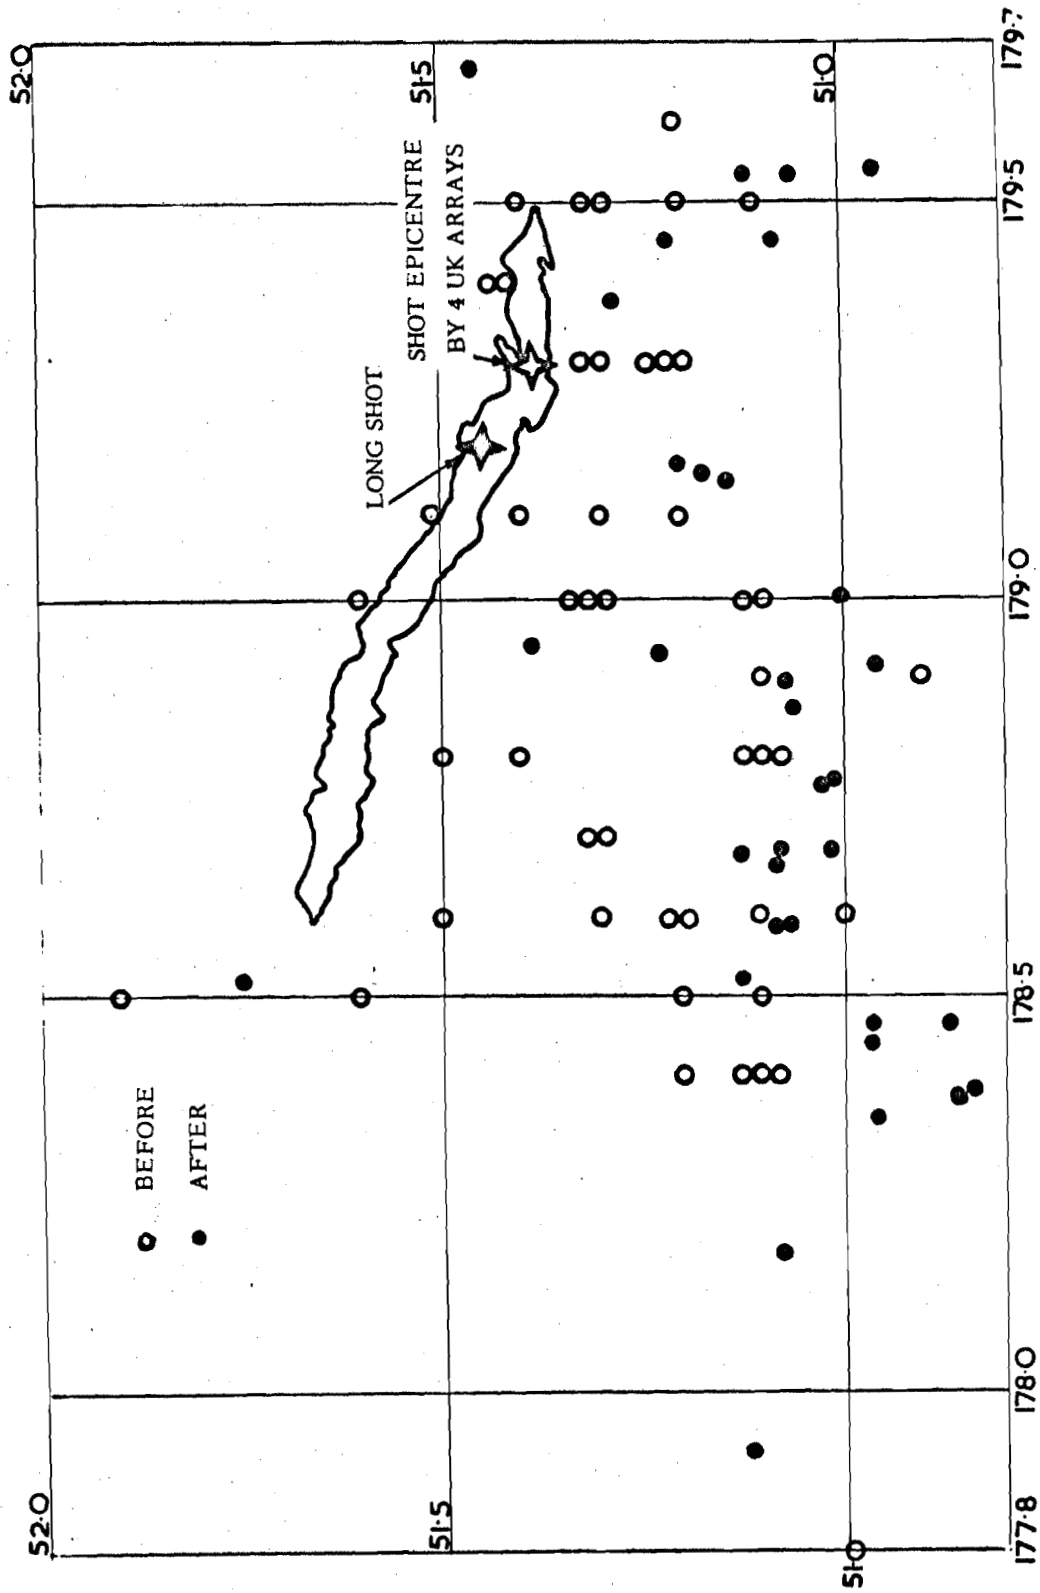 52·0
51·5
51·0
179·7
SHOT EPICENTRE
BY 4 UK ARRAYS
LONG SHOT
179·5
179·0
178·5
BEFORE
AFTER
178·0
52·0
51·5
51·0
177·8